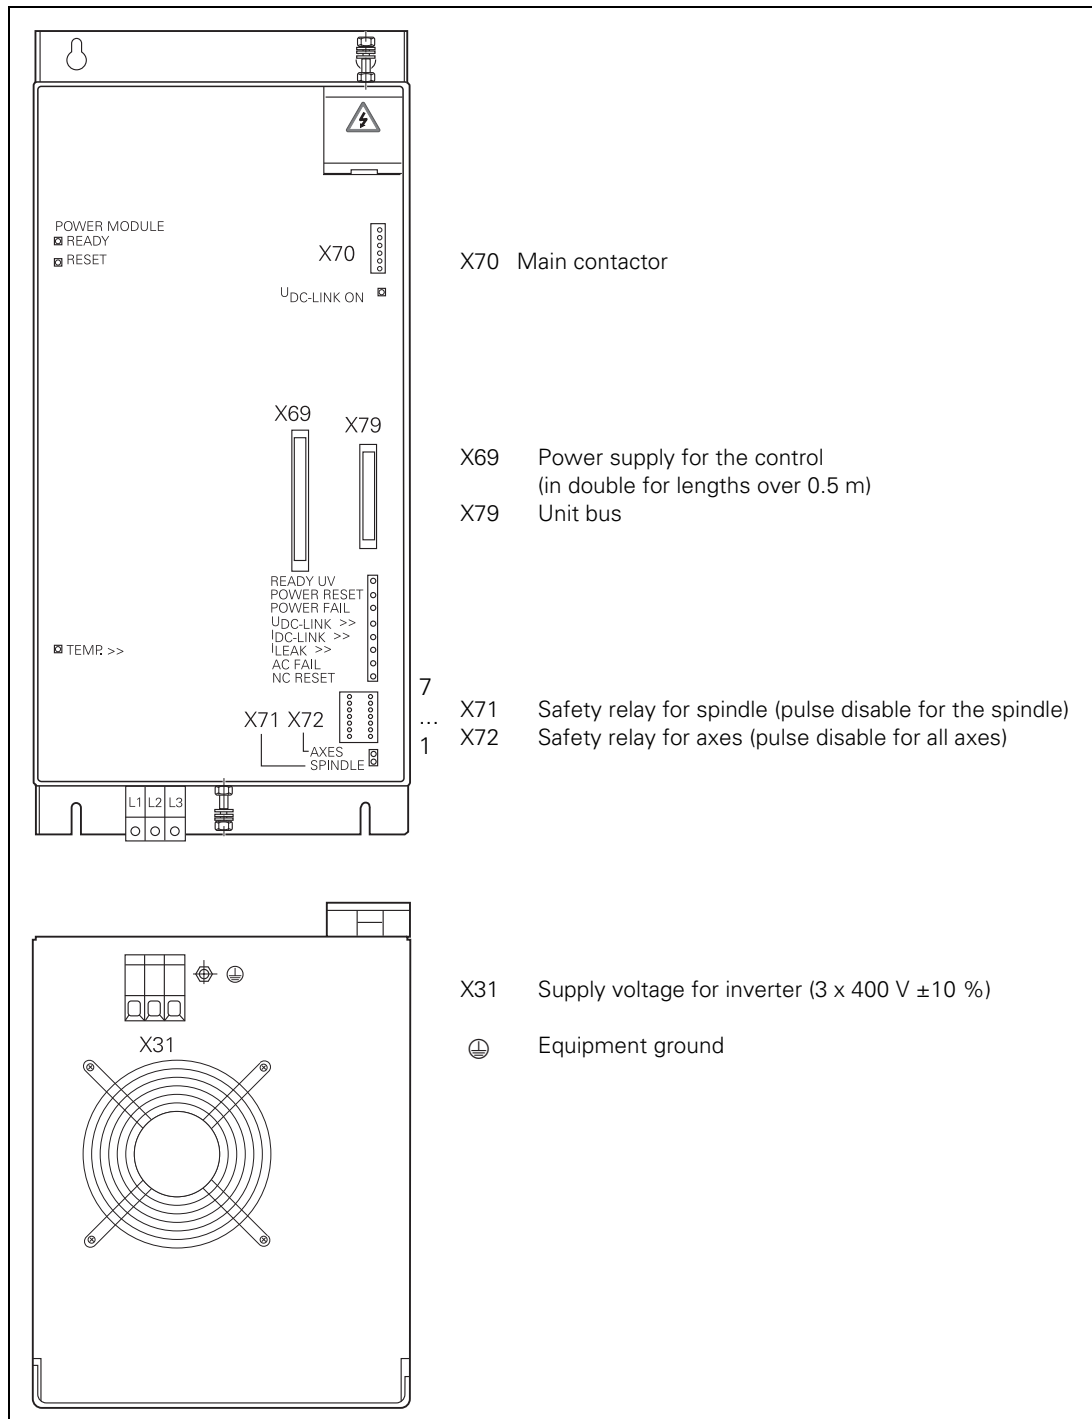 POWER MODULE
READY
RESET
X70
UDC-LINK ON
X70 Main contactor
X69
X79
X69 Power supply for the control
(in double for lengths over 0.5 m)
X79 Unit bus
READY UV
POWER RESET
POWER FAIL
UDC-LINK >>
IDC-LINK >>
ILEAK >>
AC FAIL
NC RESET
TEMP. >>
7
...
1
X71 X72
AXES
SPINDLE
X71 Safety relay for spindle (pulse disable for the spindle)
X72 Safety relay for axes (pulse disable for all axes)
L1 L2 L3
X31
X31 Supply voltage for inverter (3 x 400 V ±10 %)
Equipment ground